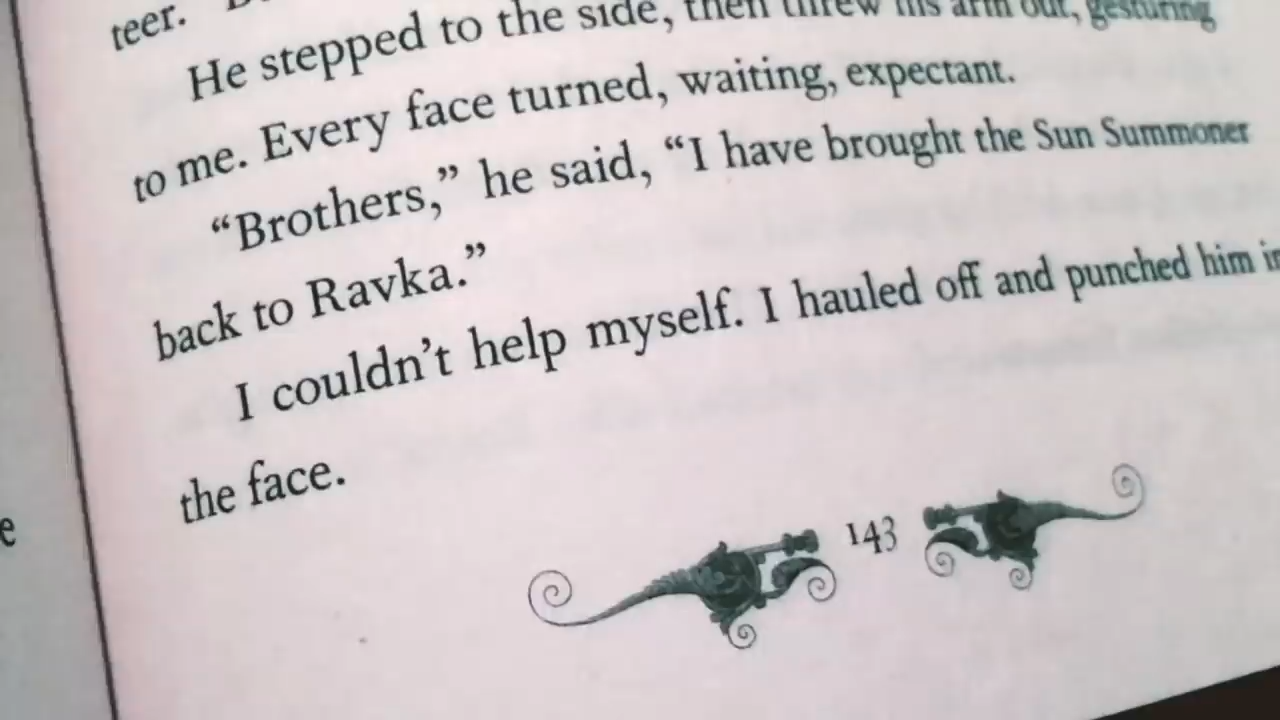 teer.
He stepped to the side, then threw his arm out, gesturing
to me. Every face turned, waiting, expectant.
“Brothers,” he said, “I have brought the Sun Summoner
back to Ravka.”
I couldn’t help myself. I hauled off and punched him in
the face.
143
e